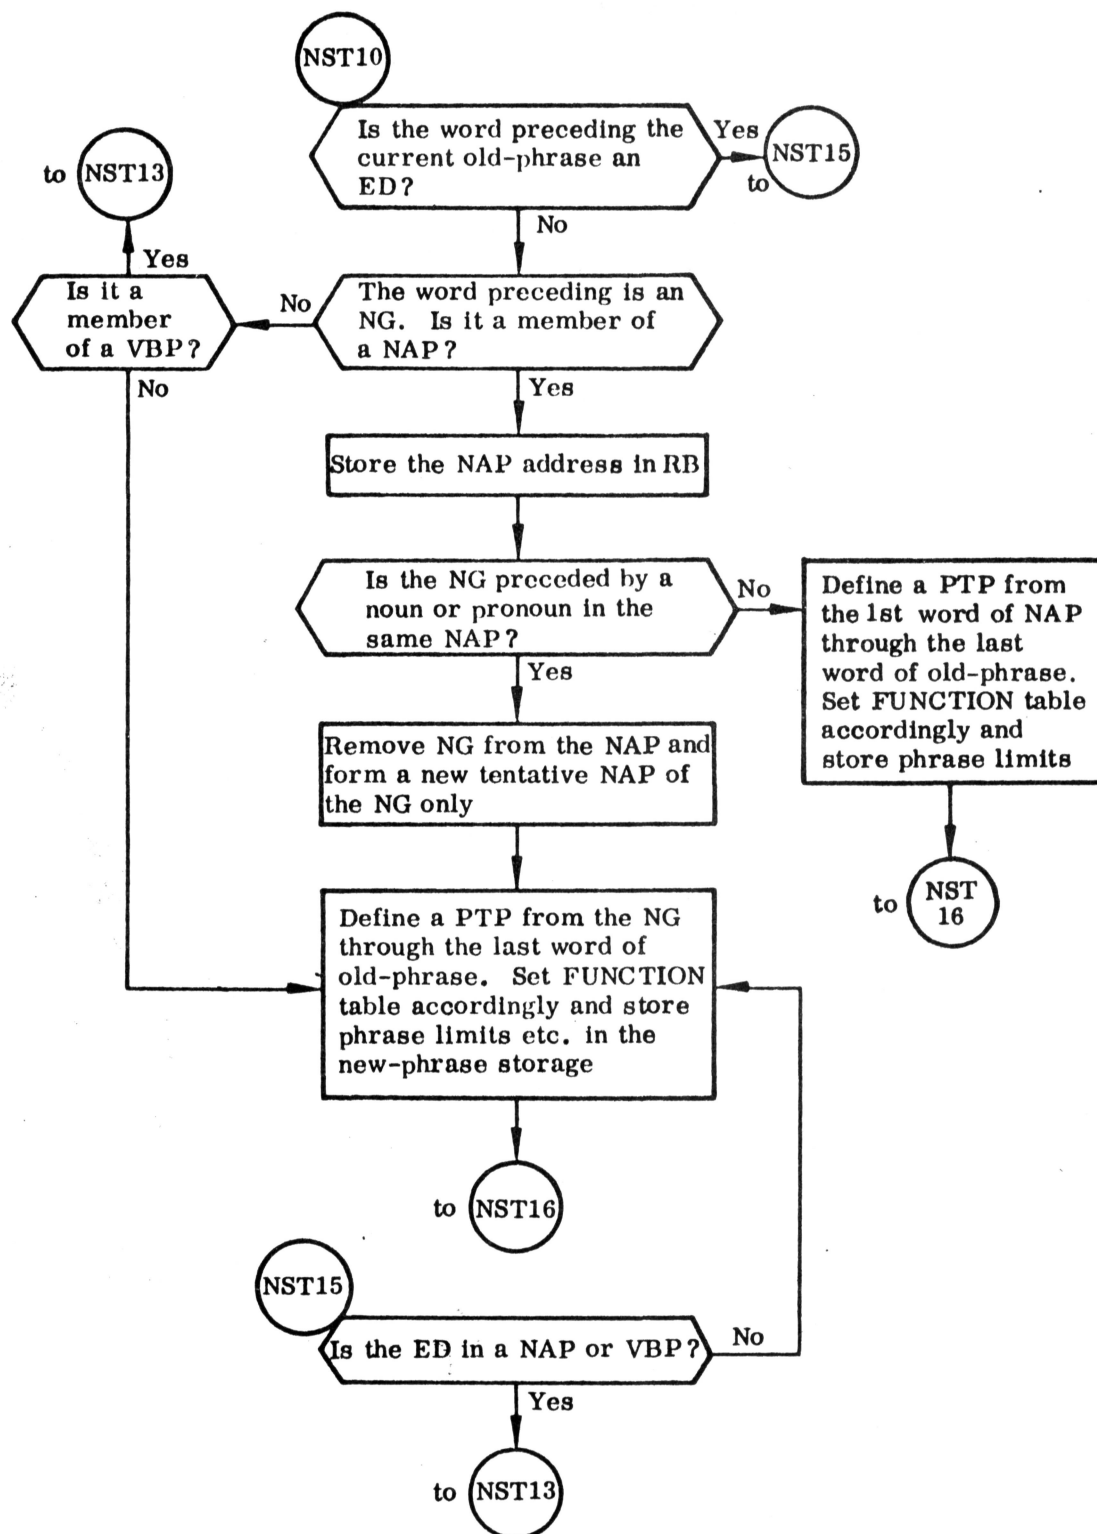 NST10
Is the word preceding the
current old-phrase an
ED?
Yes
to
NST15
No
to
NST13
Yes
Is it a
member
of a VBP?
No
No
The word preceding is an
NG. Is it a member of
a NAP?
Yes
Store the NAP address in RB
Is the NG preceded by a
noun or pronoun in the
same NAP?
No
Define a PTP from
the 1st word of NAP
through the last
word of old-phrase.
Set FUNCTION table
accordingly and
store phrase limits
to
NST
16
Yes
Remove NG from the NAP and
form a new tentative NAP of
the NG only
Define a PTP from the NG
through the last word of
old-phrase. Set FUNCTION
table accordingly and store
phrase limits etc. in the
new-phrase storage
to
NST16
NST15
Is the ED in a NAP or VBP?
No
Yes
to
NST13